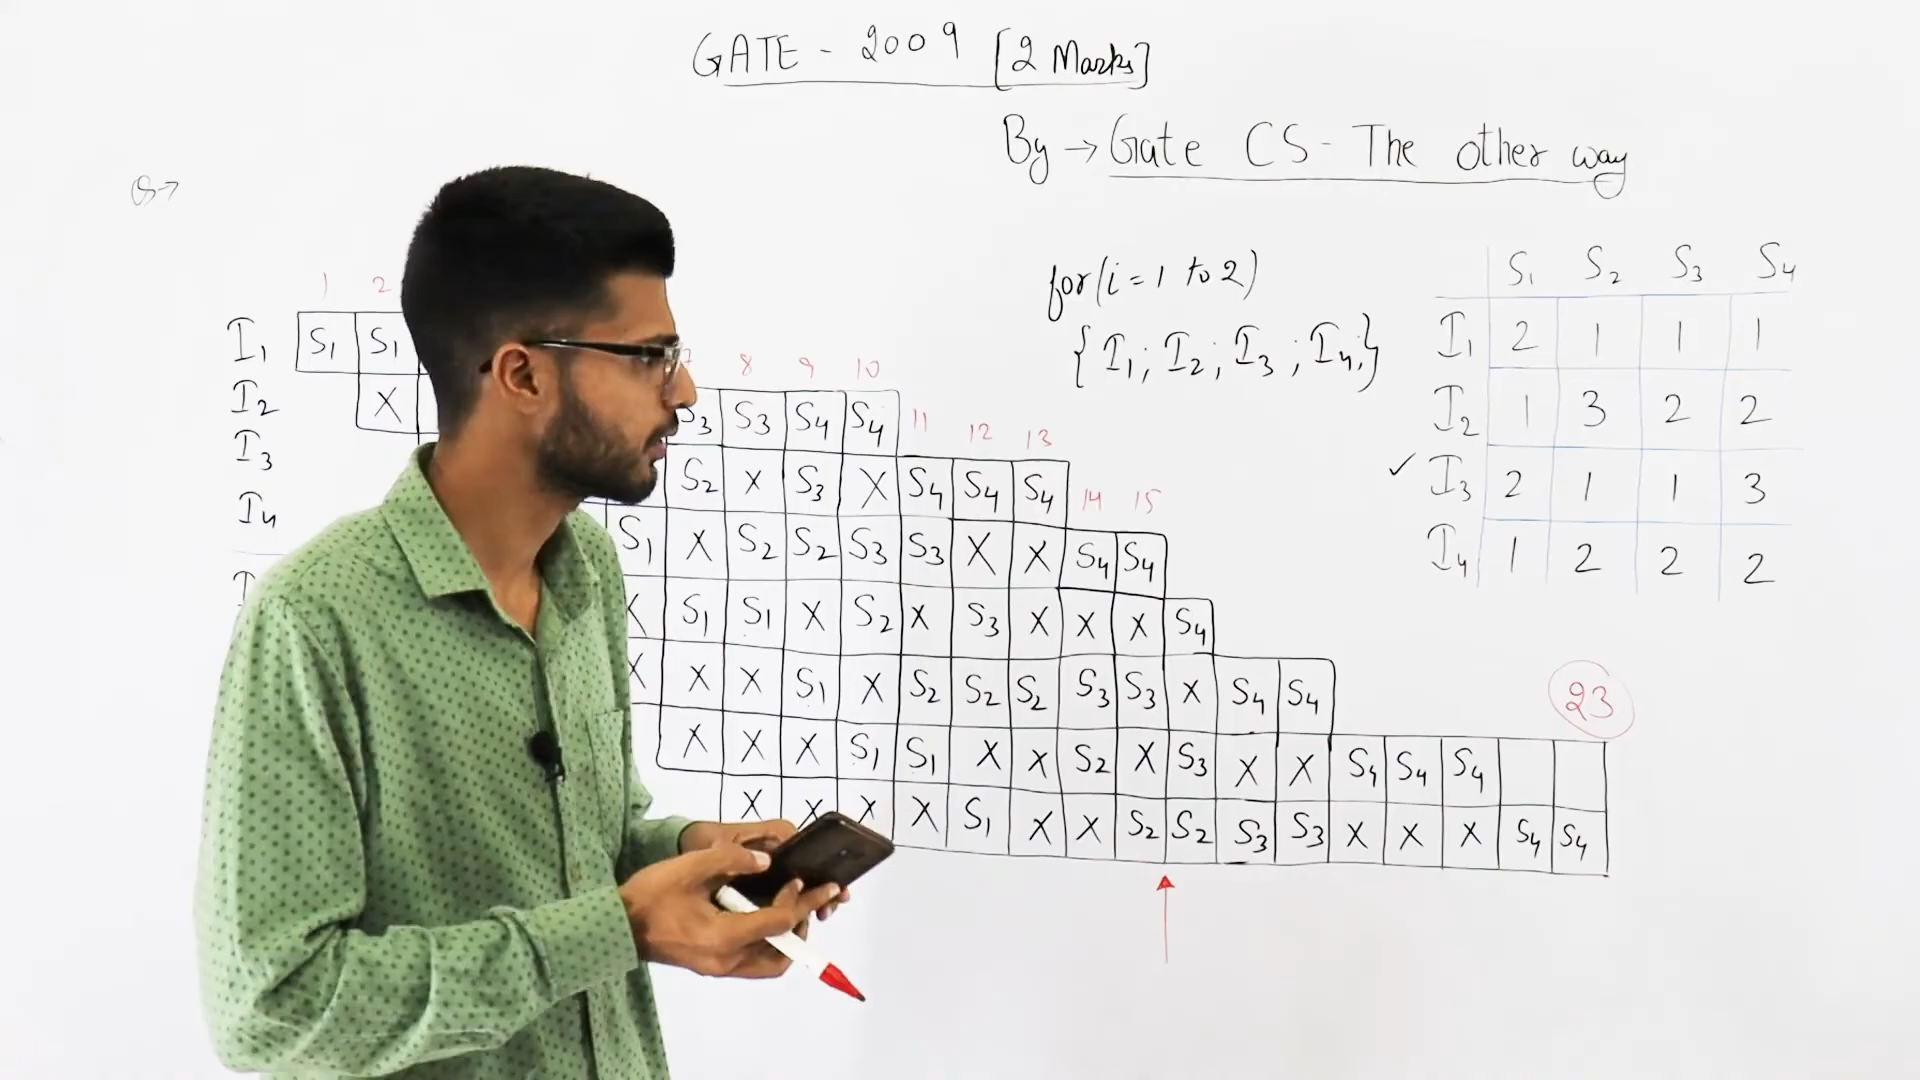 GATE - 2009 [2 Marks]
By → Gate CS - The other way
Q→
for(i = 1 to 2)
{ I1; I2; I3; I4;}
S1 S2 S3 S4
I1 2 1 1 1
I2 1 3 2 2
✓ I3 2 1 1 3
I4 1 2 2 2
1 2 7 8 9 10 11 12 13 14 15
I1 S1 S1
I2 X S3 S3 S4 S4
I3 S2 X S3 X S4 S4 S4
I4 S1 X S2 S2 S3 S3 X X S4 S4
I X S1 S1 X S2 X S3 X X X S4
X X X S1 X S2 S2 S2 S3 S3 X S4 S4
23
X X X S1 S1 X X S2 X S3 X X S4 S4 S4
X X X X S1 X X S2 S2 S3 S3 X X X S4 S4